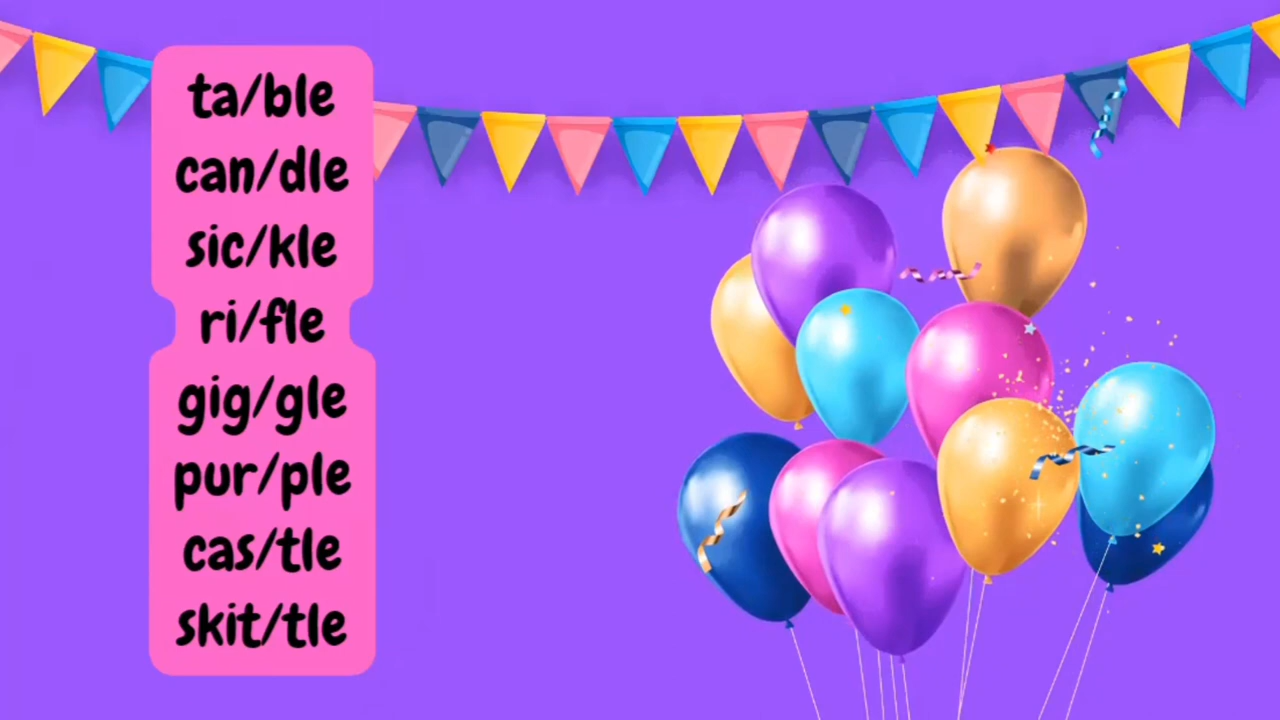 ta/ble
can/dle
sic/kle
ri/fle
gig/gle
pur/ple
cas/tle
skit/tle